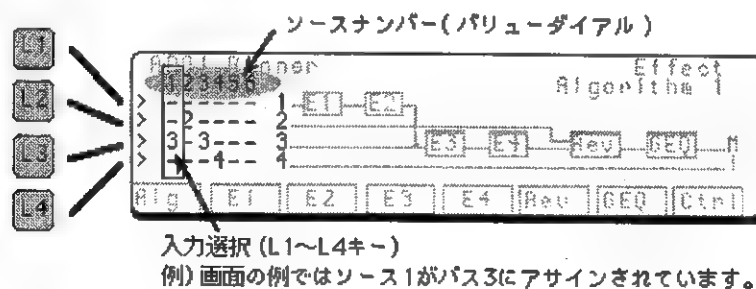 ソースナンバー(バリューダイアル)
L1
L2
L3
L4
Effect
Algorithm 1
123456
> ------ 1 E1 E2
> -2---- 2
> 3-3--- 3 E3 E4 Rev GEQ M
> ---4-- 4
Alg E1 E2 E3 E4 Rev GEQ Ctrl
入力選択 (L1～L4キー)
例) 画面の例ではソース1がバス3にアサインされています。